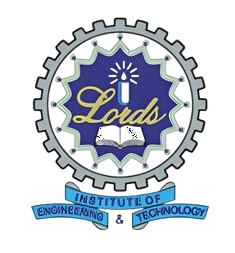 Lords
INSTITUTE OF
ENGINEERING & TECHNOLOGY